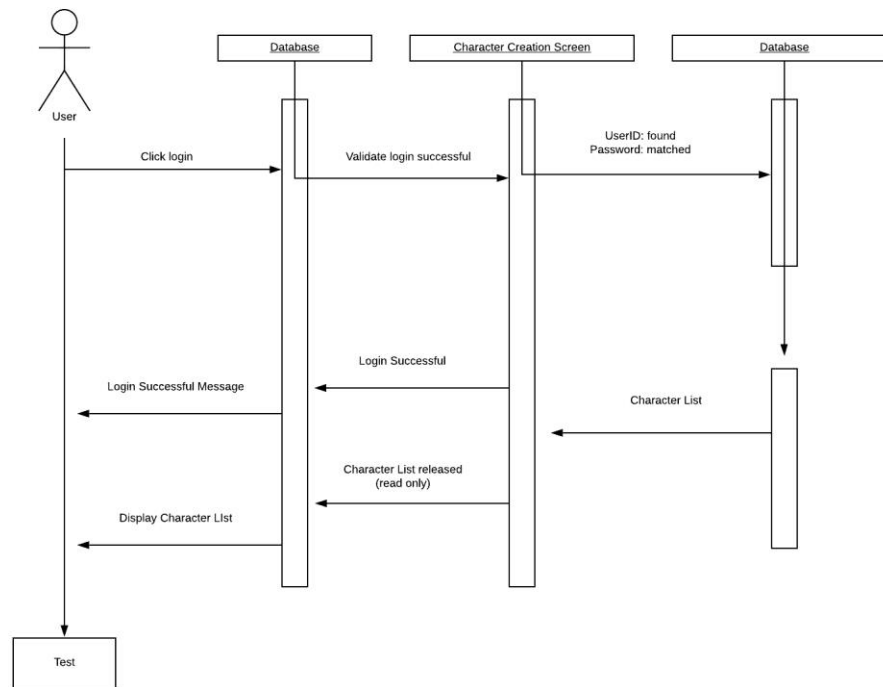 Database
Character Creation Screen
Database
User
Click login
Validate login successful
UserID: found
Password: matched
Login Successful
Login Successful Message
Character List
Character List released
(read only)
Display Character LIst
Test